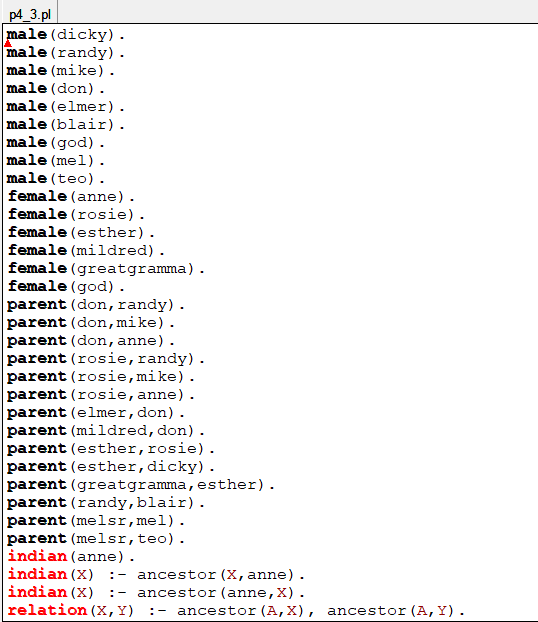 p4_3.pl
male(dicky).
male(randy).
male(mike).
male(don).
male(elmer).
male(blair).
male(god).
male(mel).
male(teo).
female(anne).
female(rosie).
female(esther).
female(mildred).
female(greatgramma).
female(god).
parent(don,randy).
parent(don,mike).
parent(don,anne).
parent(rosie,randy).
parent(rosie,mike).
parent(rosie,anne).
parent(elmer,don).
parent(mildred,don).
parent(esther,rosie).
parent(esther,dicky).
parent(greatgramma,esther).
parent(randy,blair).
parent(melsr,mel).
parent(melsr,teo).
indian(anne).
indian(X) :- ancestor(X,anne).
indian(X) :- ancestor(anne,X).
relation(X,Y) :- ancestor(A,X), ancestor(A,Y).